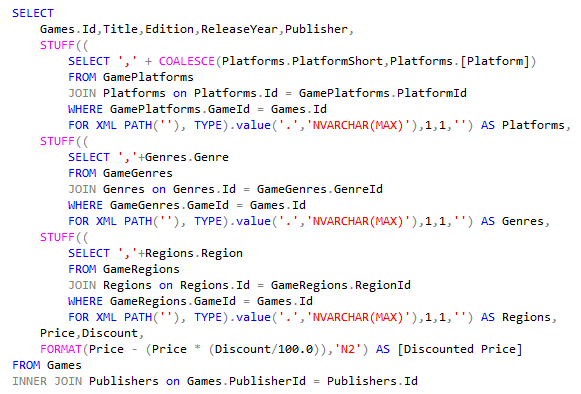 SELECT
Games.Id,Title,Edition,ReleaseYear,Publisher,
STUFF((
SELECT ',' + COALESCE(Platforms.PlatformShort,Platforms.[Platform])
FROM GamePlatforms
JOIN Platforms on Platforms.Id = GamePlatforms.PlatformId
WHERE GamePlatforms.GameId = Games.Id
FOR XML PATH(''), TYPE).value('.','NVARCHAR(MAX)'),1,1,'') AS Platforms,
STUFF((
SELECT ','+Genres.Genre
FROM GameGenres
JOIN Genres on Genres.Id = GameGenres.GenreId
WHERE GameGenres.GameId = Games.Id
FOR XML PATH(''), TYPE).value('.','NVARCHAR(MAX)'),1,1,'') AS Genres,
STUFF((
SELECT ','+Regions.Region
FROM GameRegions
JOIN Regions on Regions.Id = GameRegions.RegionId
WHERE GameRegions.GameId = Games.Id
FOR XML PATH(''), TYPE).value('.','NVARCHAR(MAX)'),1,1,'') AS Regions,
Price,Discount,
FORMAT(Price - (Price * (Discount/100.0)),'N2') AS [Discounted Price]
FROM Games
INNER JOIN Publishers on Games.PublisherId = Publishers.Id